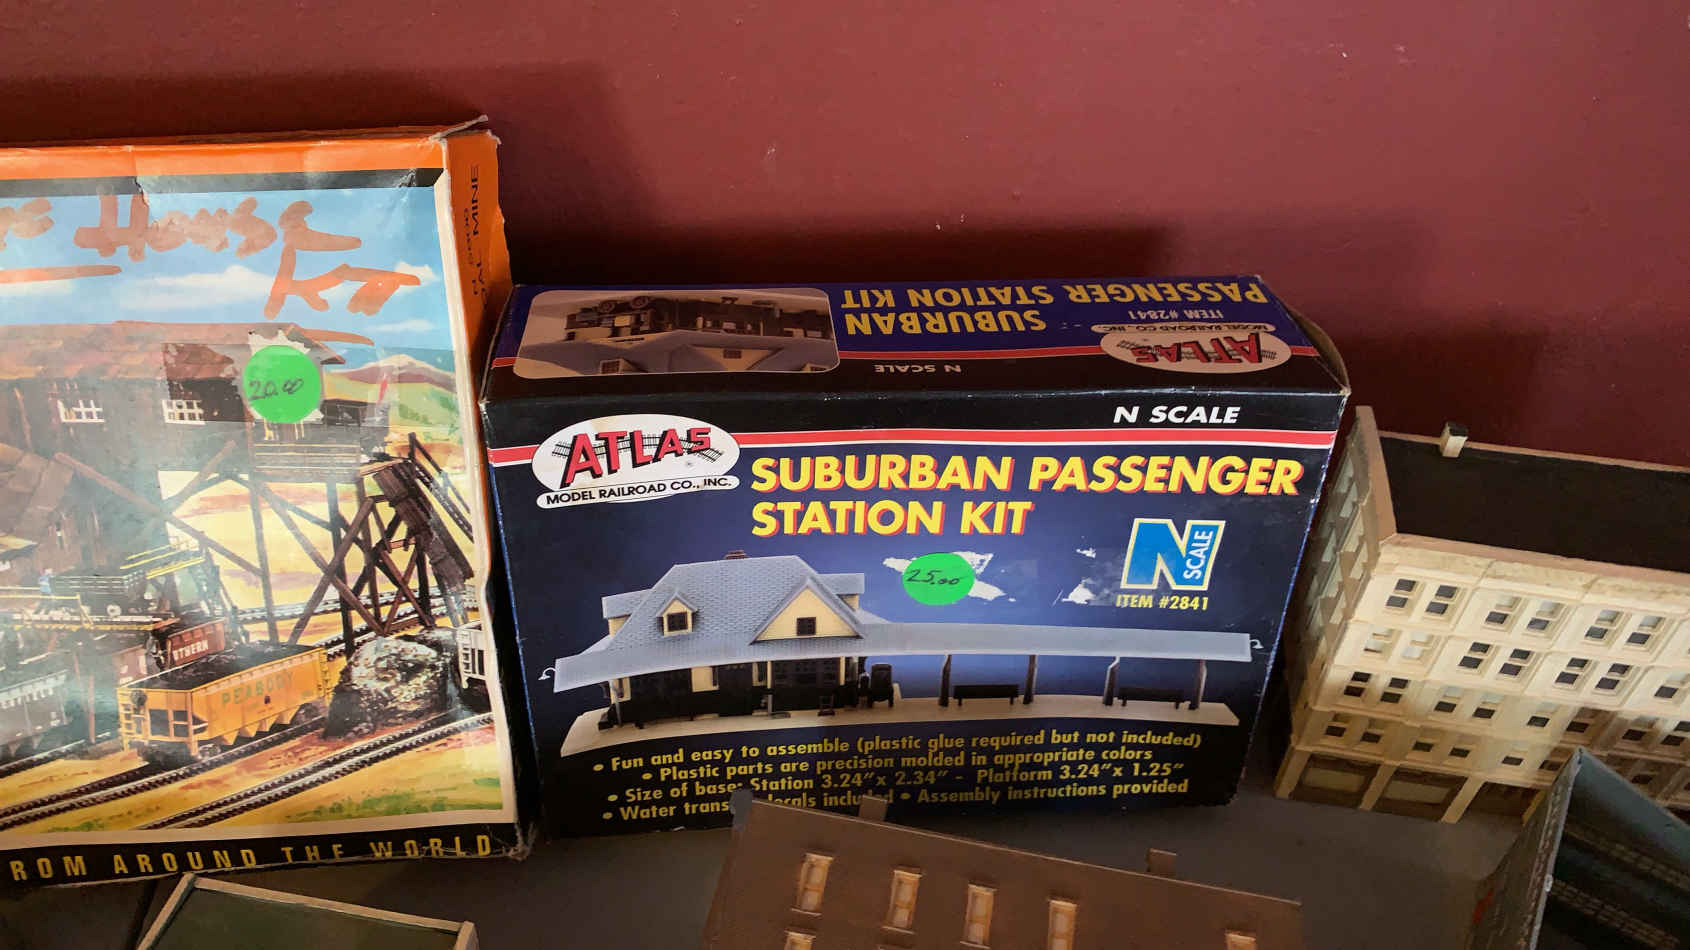 House
Kit
20.00
COAL MINE
THERN
PEABODY
ROM AROUND THE WORLD
SUBURBAN
PASSENGER STATION KIT
ITEM #2841
ATLAS
MODEL RAILROAD CO., INC.
N SCALE
N SCALE
ATLAS
®
MODEL RAILROAD CO., INC.
SUBURBAN PASSENGER
STATION KIT
25.00
N SCALE
ITEM #2841
• Fun and easy to assemble (plastic glue required but not included)
• Plastic parts are precision molded in appropriate colors
• Size of base: Station 3.24" x 2.34" - Platform 3.24" x 1.25"
• Water trans decals included • Assembly instructions provided